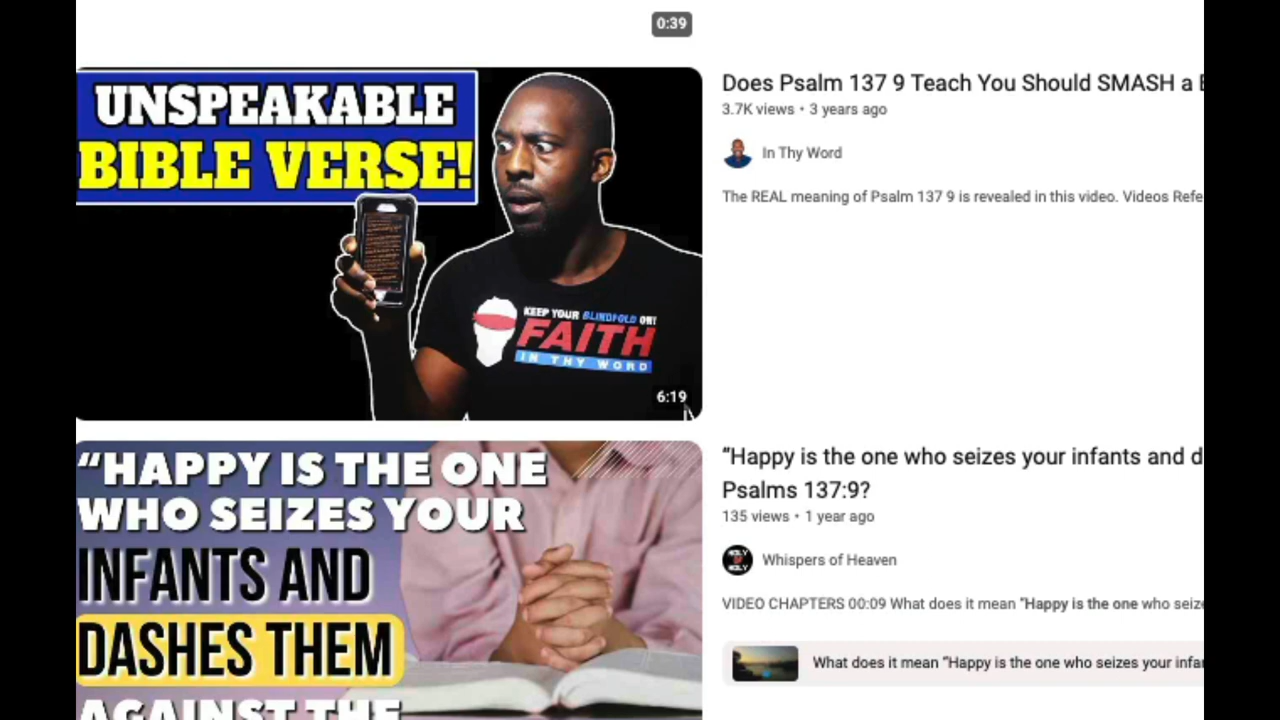 0:39
UNSPEAKABLE
BIBLE VERSE!
KEEP YOUR BLINDFOLD ON!
FAITH
IN THY WORD
6:19
Does Psalm 137 9 Teach You Should SMASH a
3.7K views • 3 years ago
In Thy Word
The REAL meaning of Psalm 137 9 is revealed in this video. Videos Refe
“HAPPY IS THE ONE
WHO SEIZES YOUR
INFANTS AND
DASHES THEM
AGAINST THE
“Happy is the one who seizes your infants and d
Psalms 137:9?
135 views • 1 year ago
HOLY
HOLY
Whispers of Heaven
VIDEO CHAPTERS 00:09 What does it mean “Happy is the one who seize
What does it mean “Happy is the one who seizes your infa